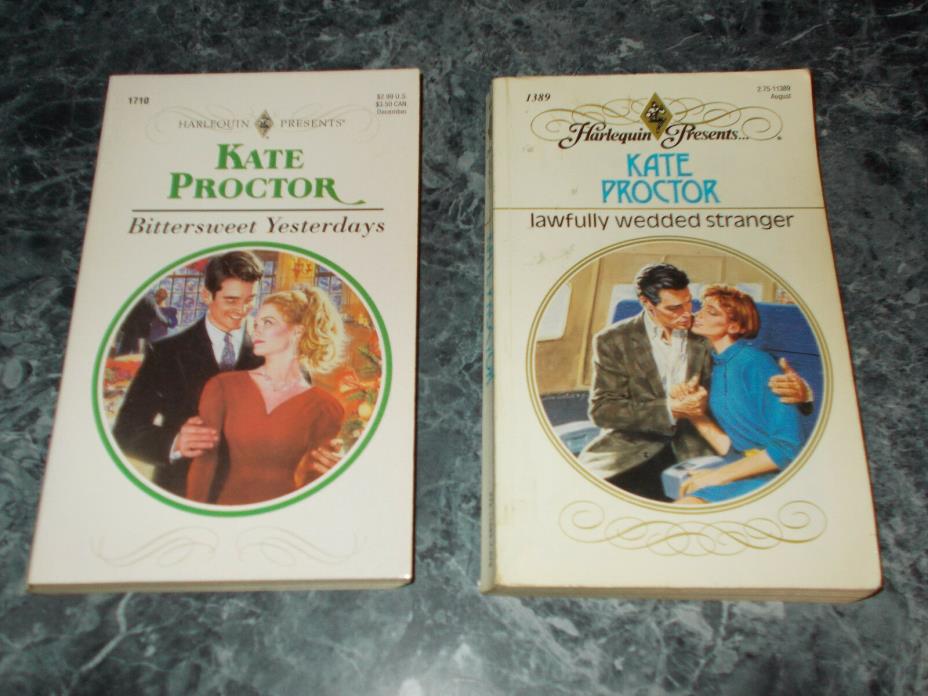 1710
$2.99 U.S.
$3.50 CAN
December
HARLEQUIN PRESENTS®
KATE
PROCTOR
Bittersweet Yesterdays
1389
2.75-11389
August
Harlequin Presents...®
KATE
PROCTOR
lawfully wedded stranger